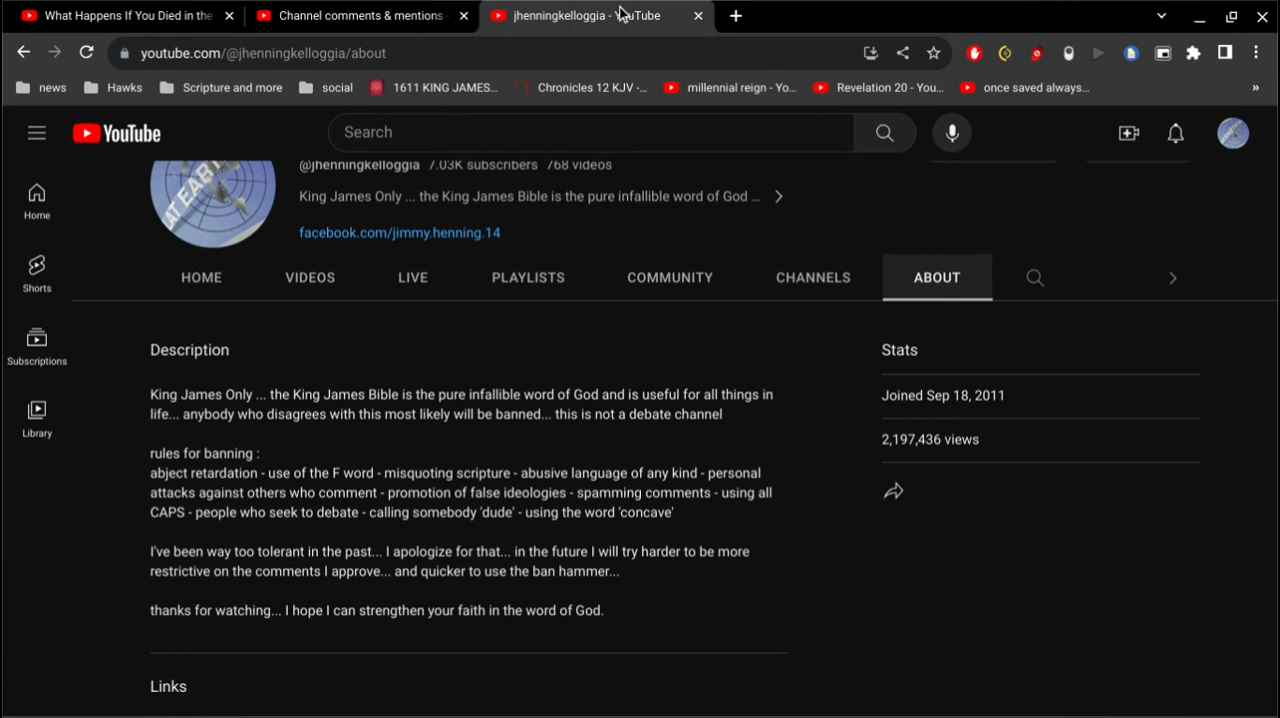 What Happens If You Died in the
Channel comments & mentions -
jhenningkelloggia - YouTube
youtube.com/@jhenningkelloggia/about
news
Hawks
Scripture and more
social
1611 KING JAMES...
Chronicles 12 KJV -...
millennial reign - Yo...
Revelation 20 - You...
once saved always...
»
YouTube
Search
@jhenningkelloggia 7.03K subscribers 768 videos
King James Only ... the King James Bible is the pure infallible word of God ...
facebook.com/jimmy.henning.14
HOME
VIDEOS
LIVE
PLAYLISTS
COMMUNITY
CHANNELS
ABOUT
Home
Shorts
Subscriptions
Library
Description
King James Only ... the King James Bible is the pure infallible word of God and is useful for all things in
life... anybody who disagrees with this most likely will be banned... this is not a debate channel
rules for banning :
abject retardation - use of the F word - misquoting scripture - abusive language of any kind - personal
attacks against others who comment - promotion of false ideologies - spamming comments - using all
CAPS - people who seek to debate - calling somebody 'dude' - using the word 'concave'
I've been way too tolerant in the past... I apologize for that... in the future I will try harder to be more
restrictive on the comments I approve... and quicker to use the ban hammer...
thanks for watching... I hope I can strengthen your faith in the word of God.
Links
Stats
Joined Sep 18, 2011
2,197,436 views